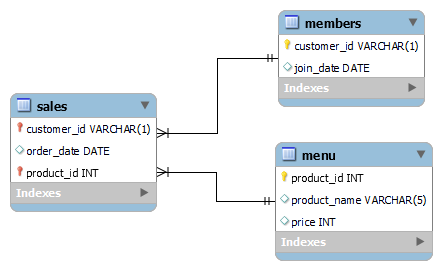 members
customer_id VARCHAR(1)
join_date DATE
Indexes
sales
customer_id VARCHAR(1)
order_date DATE
product_id INT
Indexes
menu
product_id INT
product_name VARCHAR(5)
price INT
Indexes